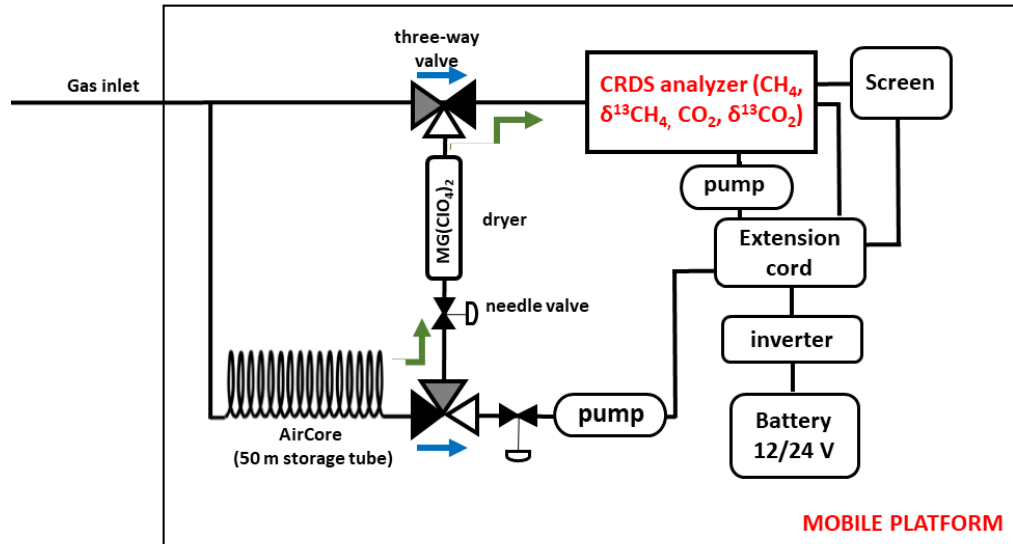 three-way
valve
Gas inlet
CRDS analyzer (CH₄,
δ¹³CH₄, CO₂, δ¹³CO₂)
Screen
pump
MG(ClO₄)₂
dryer
Extension
cord
needle valve
inverter
AirCore
(50 m storage tube)
pump
Battery
12/24 V
MOBILE PLATFORM